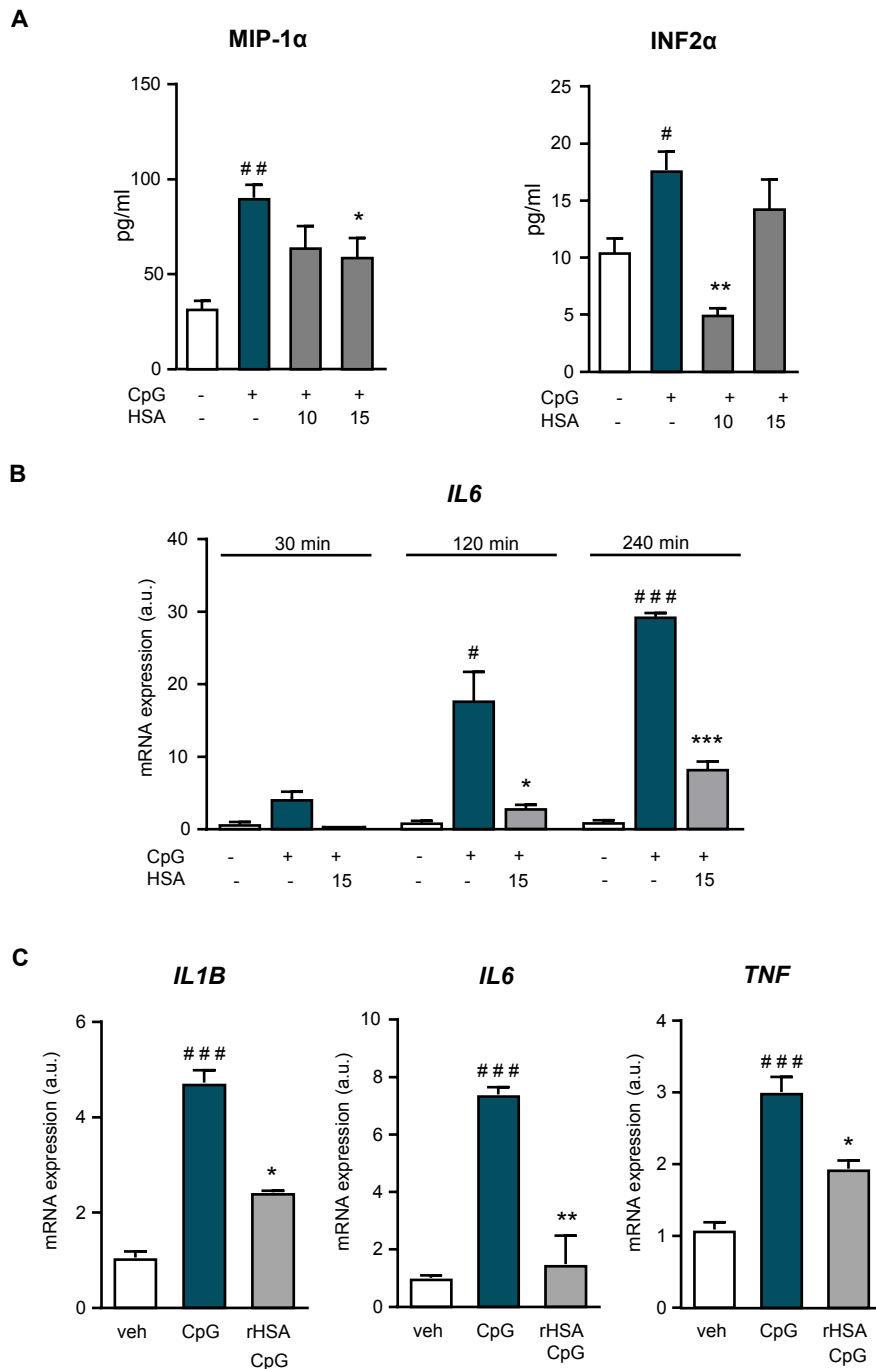 A
MIP-1α INF2α
150
100
50
0
pg/ml
# #
*
CpG - + + +
HSA - - 10 15
25
20
15
10
5
0
pg/ml
#
**
CpG - + + +
HSA - - 10 15
B
IL6
40
30
20
10
0
mRNA expression (a.u.)
30 min 120 min 240 min
#
*
# # #
***
CpG - + + - + + - + +
HSA - - 15 - - 15 - - 15
C
IL1B
6
4
2
0
mRNA expression (a.u.)
# # #
*
veh CpG rHSA
CpG
IL6
10
8
6
4
2
0
mRNA expression (a.u.)
# # #
**
veh CpG rHSA
CpG
TNF
4
3
2
1
0
mRNA expression (a.u.)
# # #
*
veh CpG rHSA
CpG